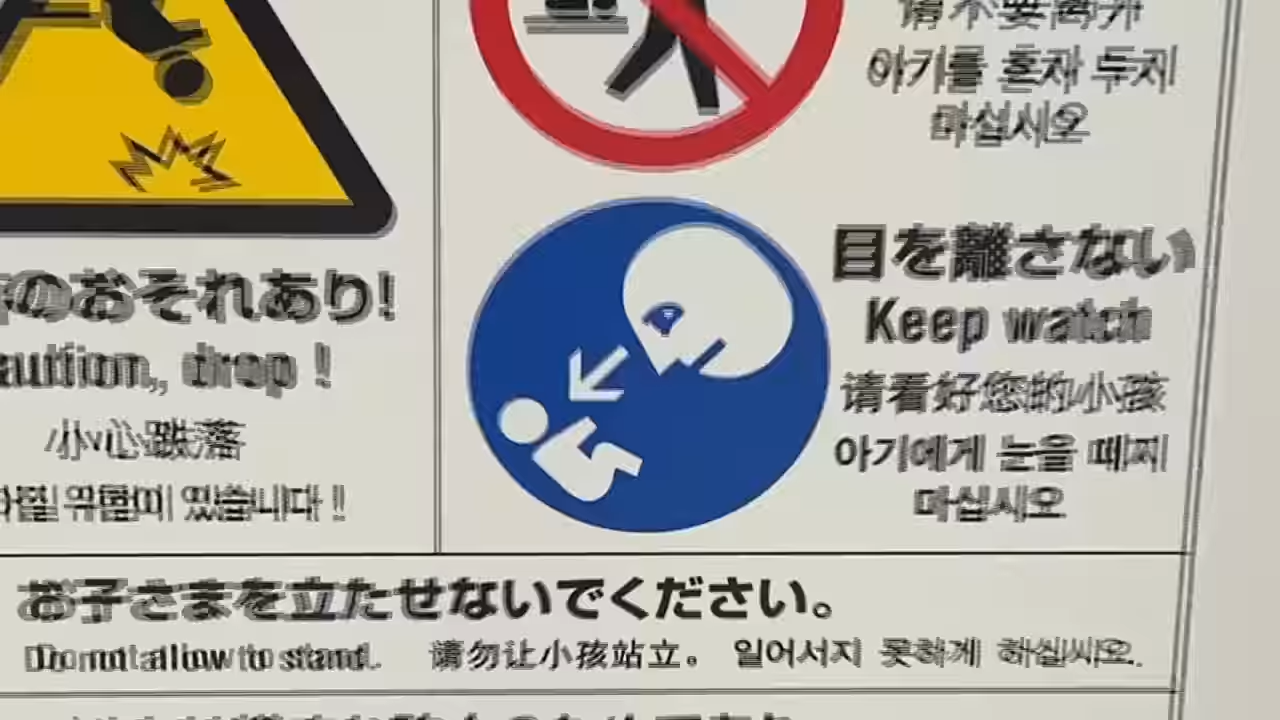 请不要离开
아기를 혼자 두지
마십시오
のおそれあり!
aution, drop !
小心跌落
위험이 있습니다 !!
目を離さない
Keep watch
请看好您的小孩
아기에게 눈을 떼지
마십시오
お子さまを立たせないでください。
Do not allow to stand. 请勿让小孩站立。 일어서지 못하게 하십시오.